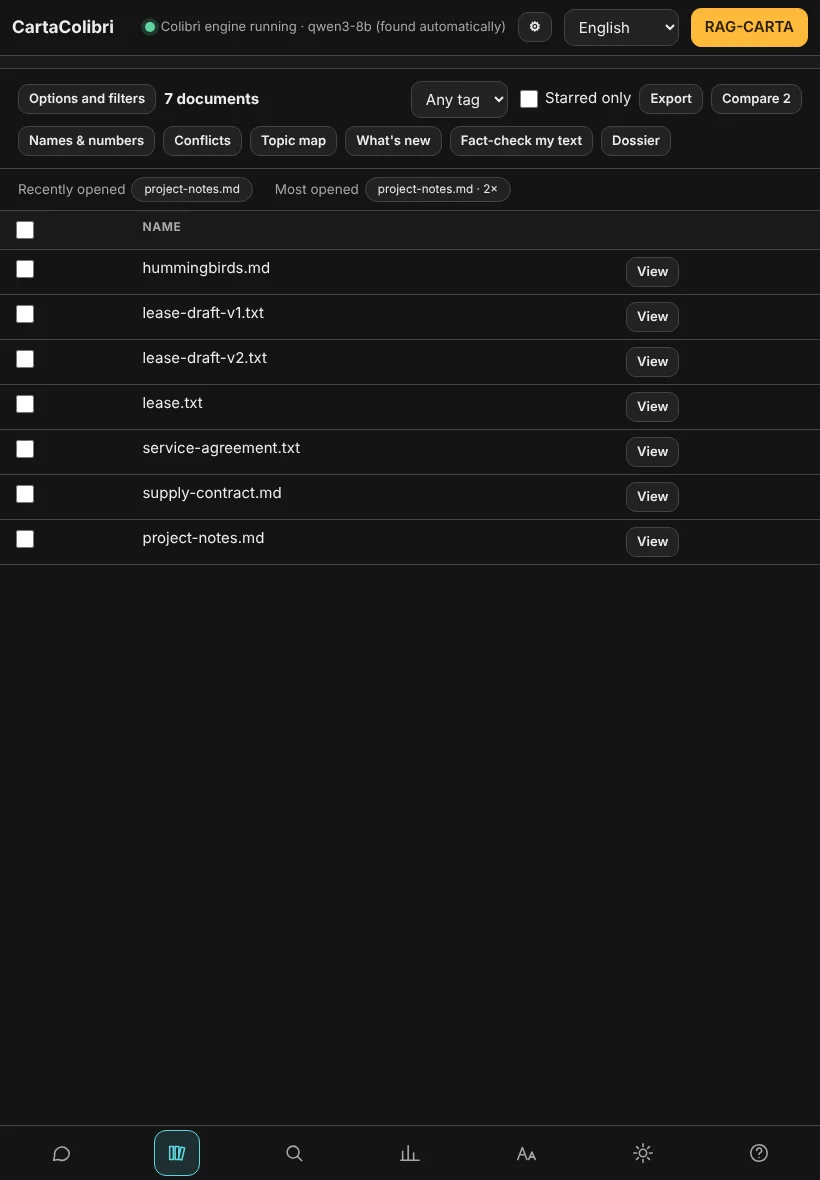 CartaColibri Colibrì engine running · qwen3-8b (found automatically) English RAG-CARTA
Options and filters 7 documents Any tag Starred only Export Compare 2
Names & numbers Conflicts Topic map What's new Fact-check my text Dossier
Recently opened project-notes.md Most opened project-notes.md · 2×
NAME
hummingbirds.md View
lease-draft-v1.txt View
lease-draft-v2.txt View
lease.txt View
service-agreement.txt View
supply-contract.md View
project-notes.md View